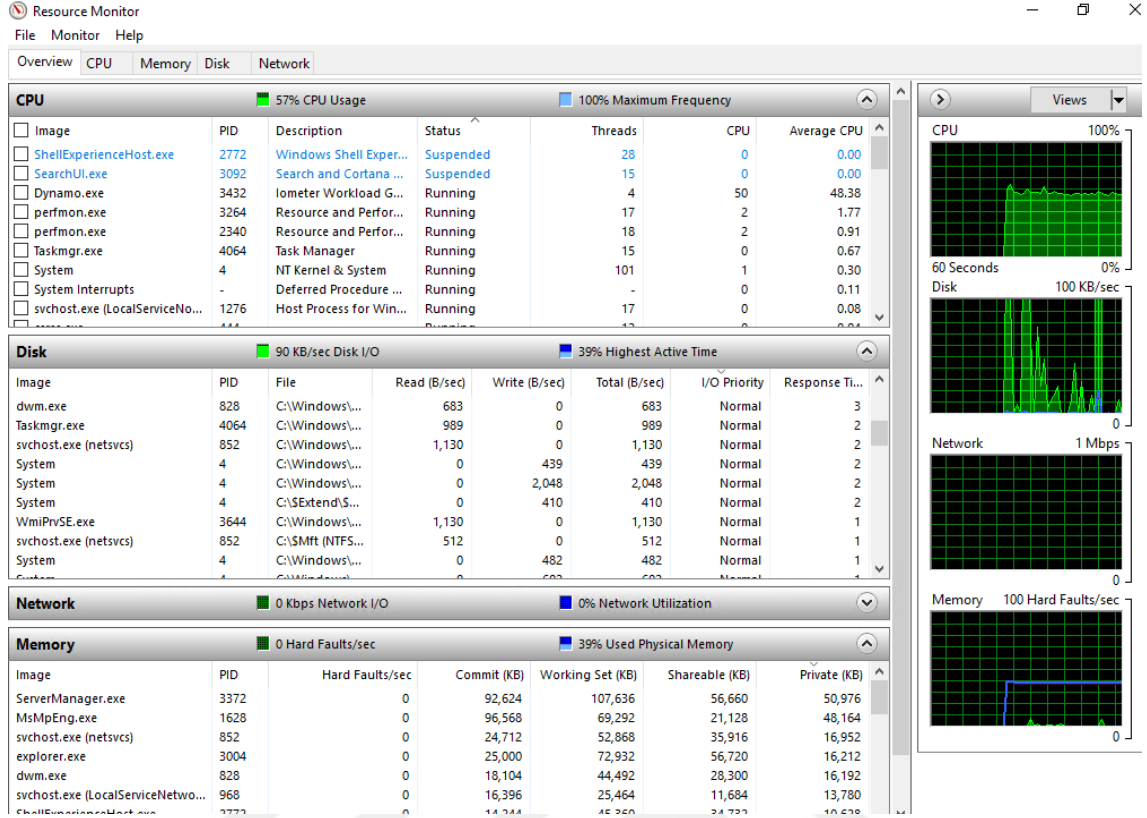 Resource Monitor
File Monitor Help
Overview CPU Memory Disk Network
CPU 57% CPU Usage 100% Maximum Frequency
Image PID Description Status Threads CPU Average CPU
ShellExperienceHost.exe 2772 Windows Shell Exper... Suspended 28 0 0.00
SearchUI.exe 3092 Search and Cortana ... Suspended 15 0 0.00
Dynamo.exe 3432 Iometer Workload G... Running 4 50 48.38
perfmon.exe 3264 Resource and Perfor... Running 17 2 1.77
perfmon.exe 2340 Resource and Perfor... Running 18 2 0.91
Taskmgr.exe 4064 Task Manager Running 15 0 0.67
System 4 NT Kernel & System Running 101 1 0.30
System Interrupts - Deferred Procedure ... Running - 0 0.11
svchost.exe (LocalServiceNo... 1276 Host Process for Win... Running 17 0 0.08
Disk 90 KB/sec Disk I/O 39% Highest Active Time
Image PID File Read (B/sec) Write (B/sec) Total (B/sec) I/O Priority Response Ti...
dwm.exe 828 C:\Windows\... 683 0 683 Normal 3
Taskmgr.exe 4064 C:\Windows\... 989 0 989 Normal 2
svchost.exe (netsvcs) 852 C:\Windows\... 1,130 0 1,130 Normal 2
System 4 C:\Windows\... 0 439 439 Normal 2
System 4 C:\Windows\... 0 2,048 2,048 Normal 2
System 4 C:\$Extend\$... 0 410 410 Normal 2
WmiPrvSE.exe 3644 C:\Windows\... 1,130 0 1,130 Normal 1
svchost.exe (netsvcs) 852 C:\$Mft (NTFS... 512 0 512 Normal 1
System 4 C:\Windows\... 0 482 482 Normal 1
Network 0 Kbps Network I/O 0% Network Utilization
Memory 0 Hard Faults/sec 39% Used Physical Memory
Image PID Hard Faults/sec Commit (KB) Working Set (KB) Shareable (KB) Private (KB)
ServerManager.exe 3372 0 92,624 107,636 56,660 50,976
MsMpEng.exe 1628 0 96,568 69,292 21,128 48,164
svchost.exe (netsvcs) 852 0 24,712 52,868 35,916 16,952
explorer.exe 3004 0 25,000 72,932 56,720 16,212
dwm.exe 828 0 18,104 44,492 28,300 16,192
svchost.exe (LocalServiceNetwo... 968 0 16,396 25,464 11,684 13,780
Views
CPU 100%
60 Seconds 0%
Disk 100 KB/sec
0
Network 1 Mbps
0
Memory 100 Hard Faults/sec
0